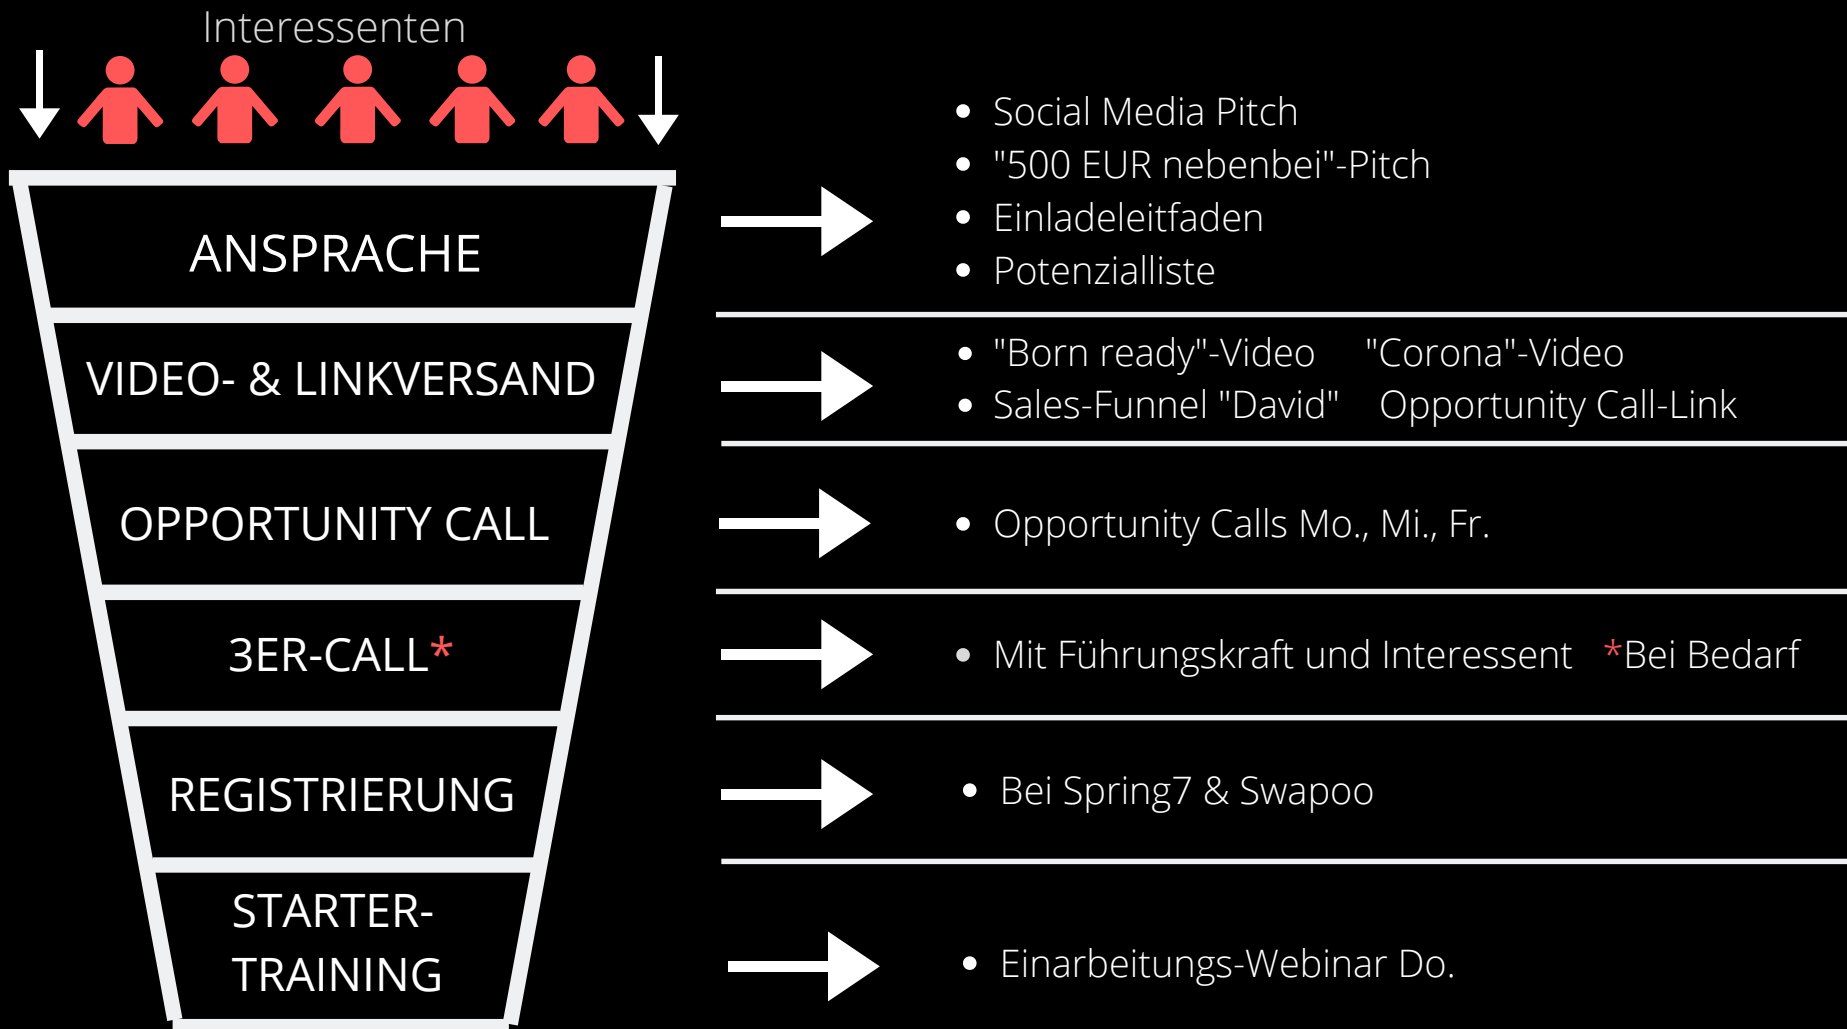 Interessenten
ANSPRACHE
• Social Media Pitch
• "500 EUR nebenbei"-Pitch
• Einladeleitfaden
• Potenzialliste
VIDEO- & LINKVERSAND
• "Born ready"-Video "Corona"-Video
• Sales-Funnel "David" Opportunity Call-Link
OPPORTUNITY CALL
• Opportunity Calls Mo., Mi., Fr.
3ER-CALL*
• Mit Führungskraft und Interessent *Bei Bedarf
REGISTRIERUNG
• Bei Spring7 & Swapoo
STARTER-
TRAINING
• Einarbeitungs-Webinar Do.